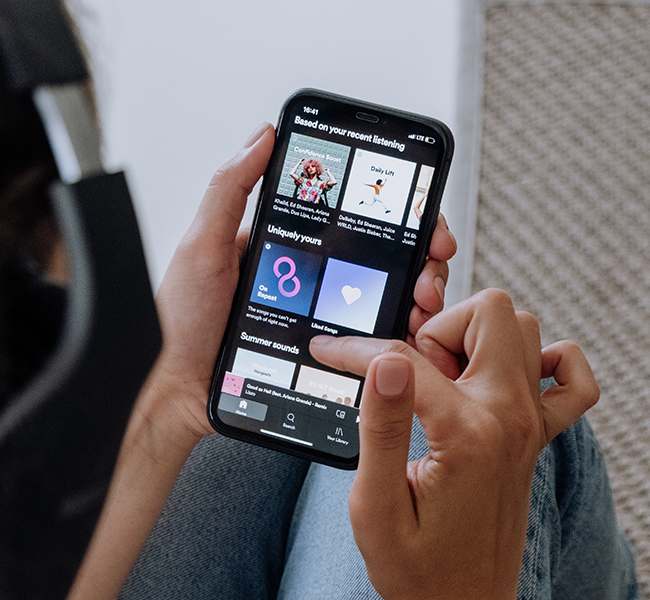 16:41
LTE
Based on your recent listening
Confidence Boost
Daily Lift
Khalid, Ed Sheeran, Ariana
Grande, Dua Lipa, Lady G...
DaBaby, Ed Sheeran, Juice
WRLD, Justin Bieber, The...
Ed S
Uniquely yours
On
Repeat
The songs you can't get
enough of right now.
Liked Songs
Summer sounds
Hangouts
Good as Hell (feat. Ariana Grande) - Remix
Lizzo
Home
Search
Your Library